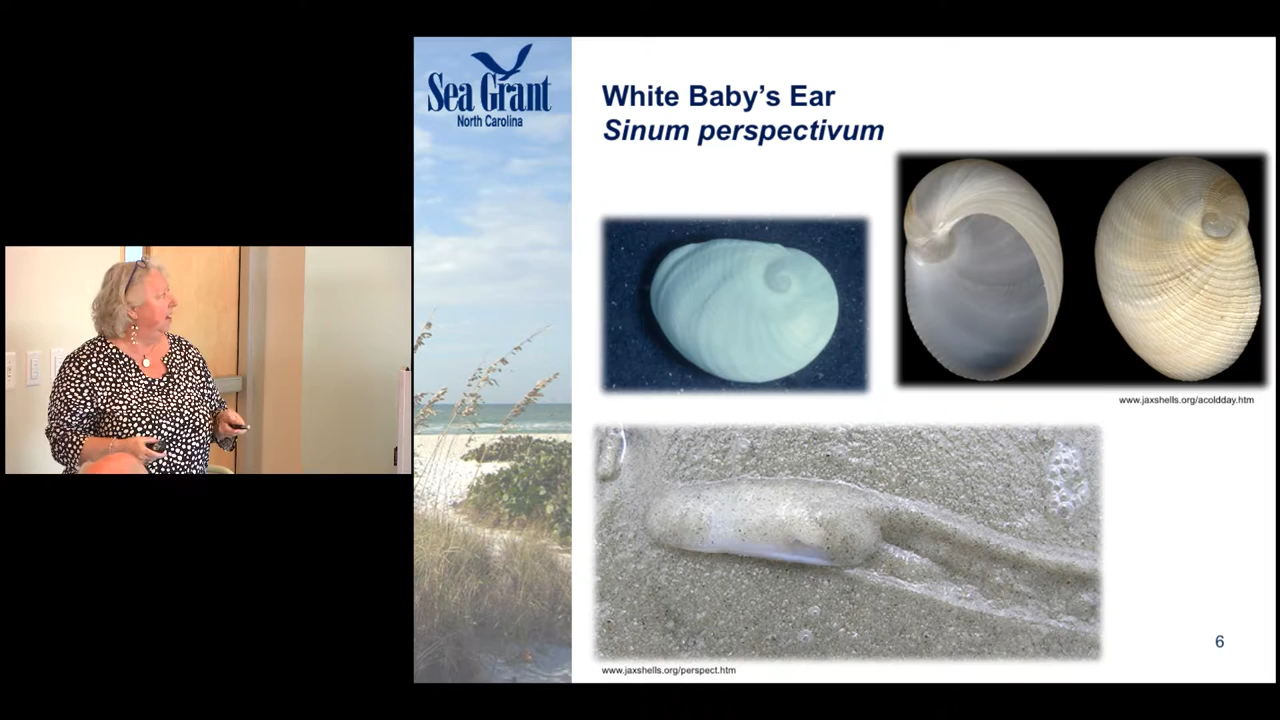 Sea Grant
North Carolina
White Baby's Ear
Sinum perspectivum
www.jaxshells.org/acoldday.htm
www.jaxshells.org/perspect.htm
6